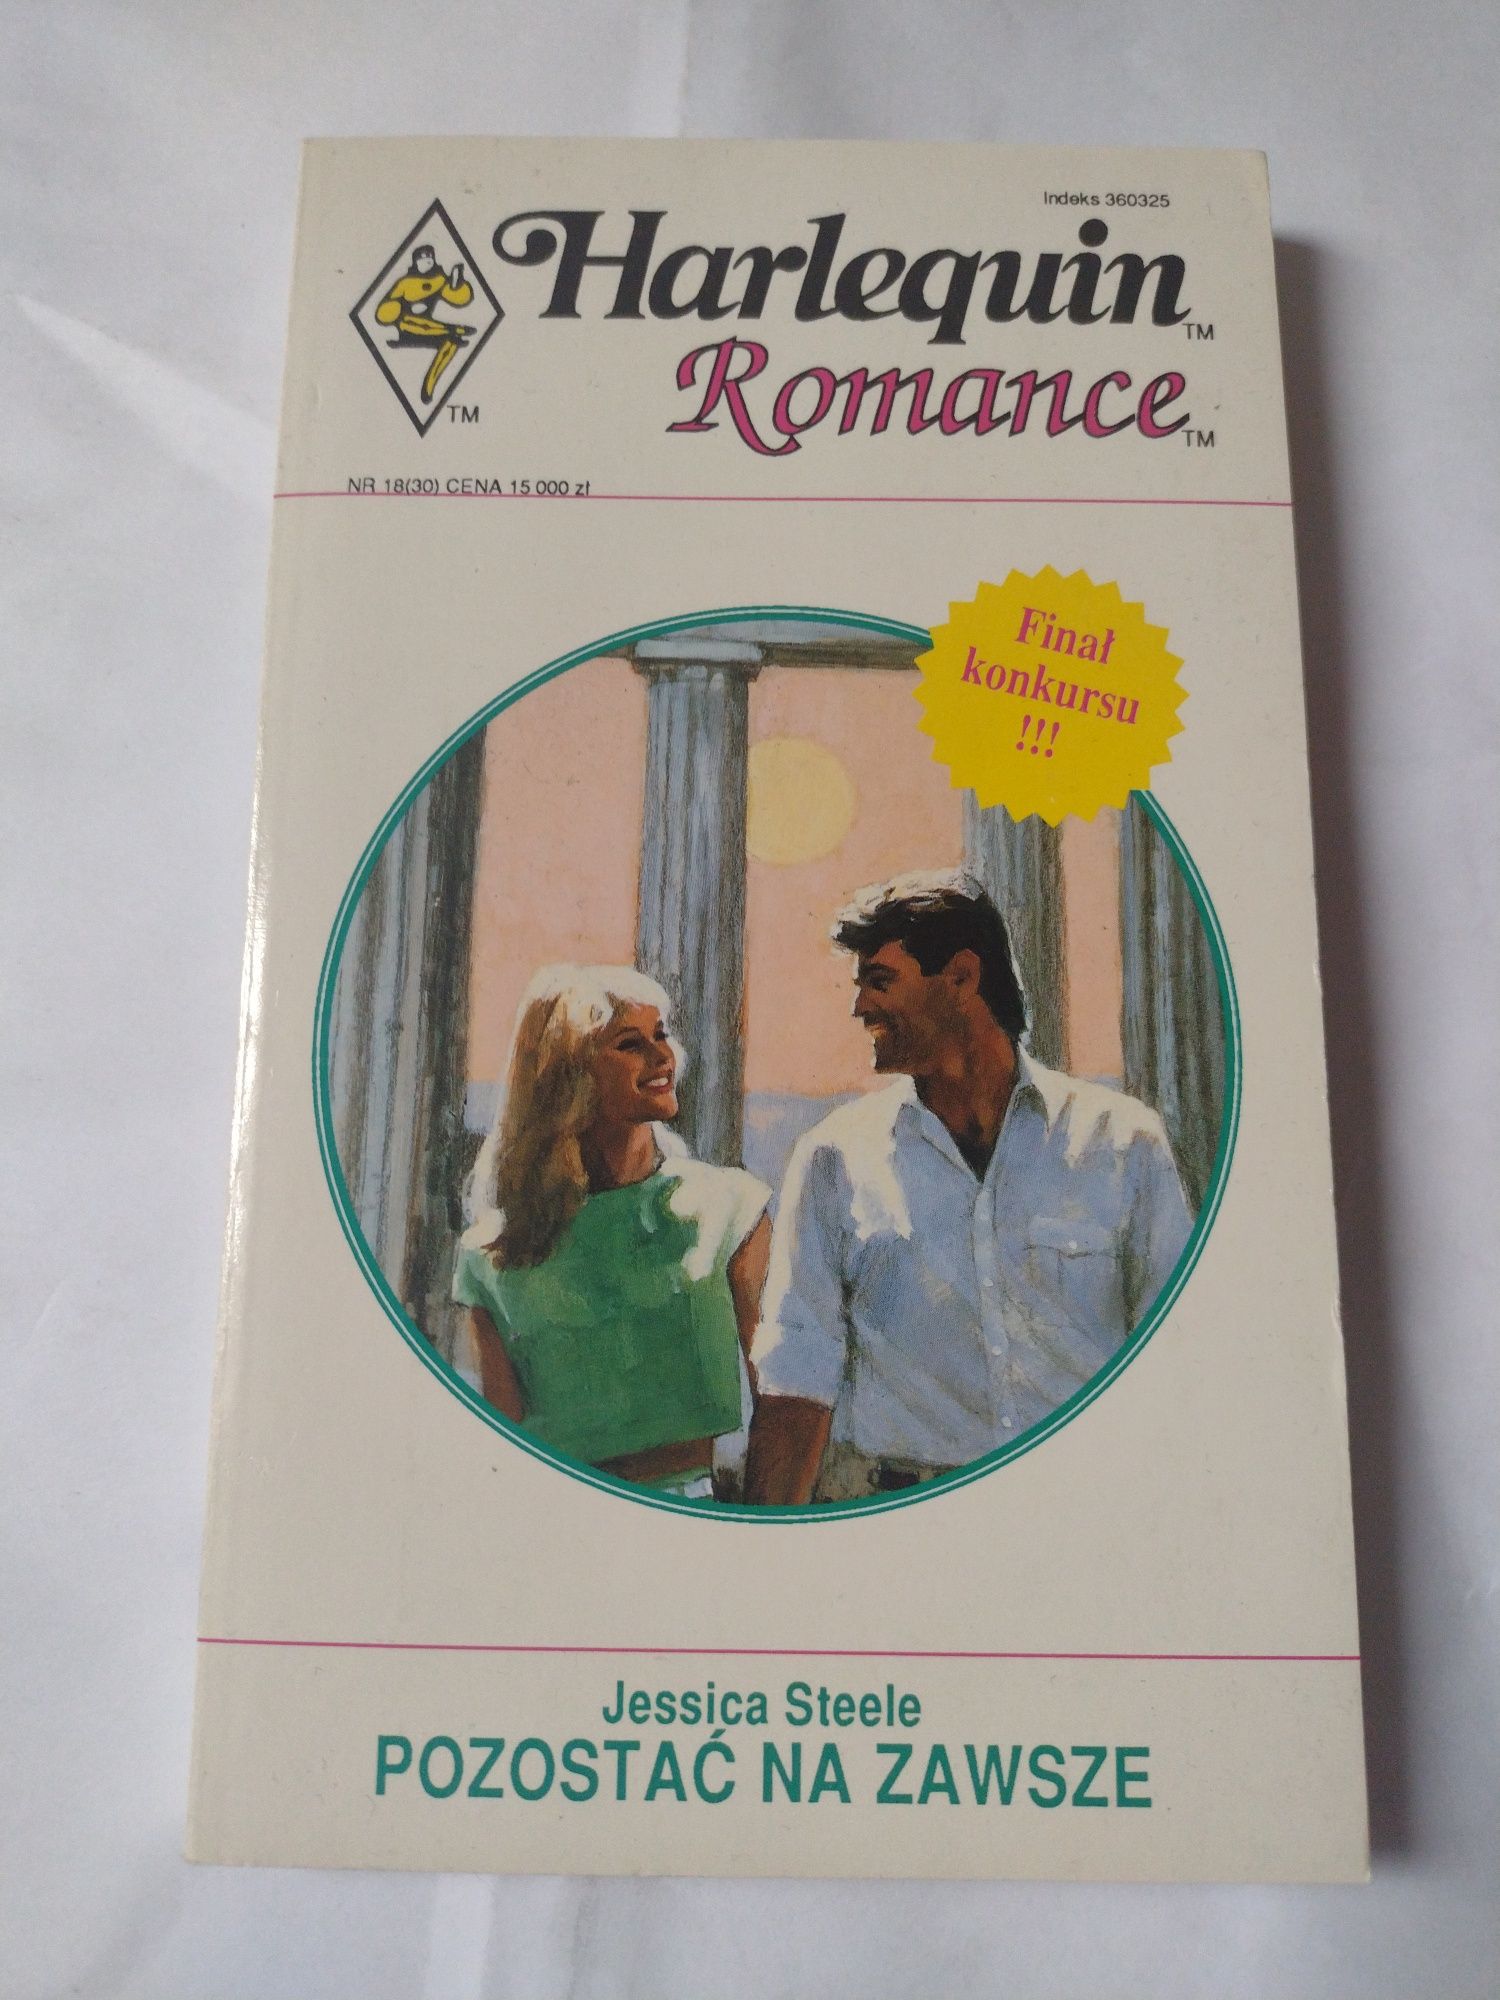 Indeks 360325
Harlequin TM
Romance TM
TM
NR 18(30) CENA 15 000 zł
Finał
konkursu
!!!
Jessica Steele
POZOSTAĆ NA ZAWSZE